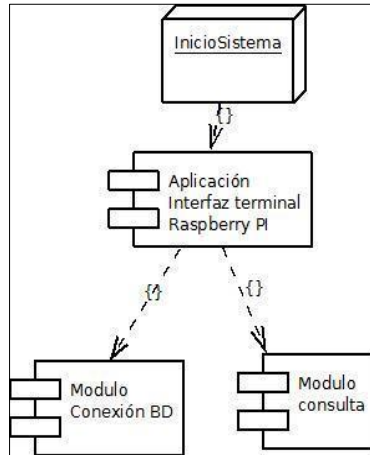 InicioSistema
{}
Aplicación
Interfaz terminal
Raspberry PI
{}
{}
Modulo
Conexión BD
Modulo
consulta